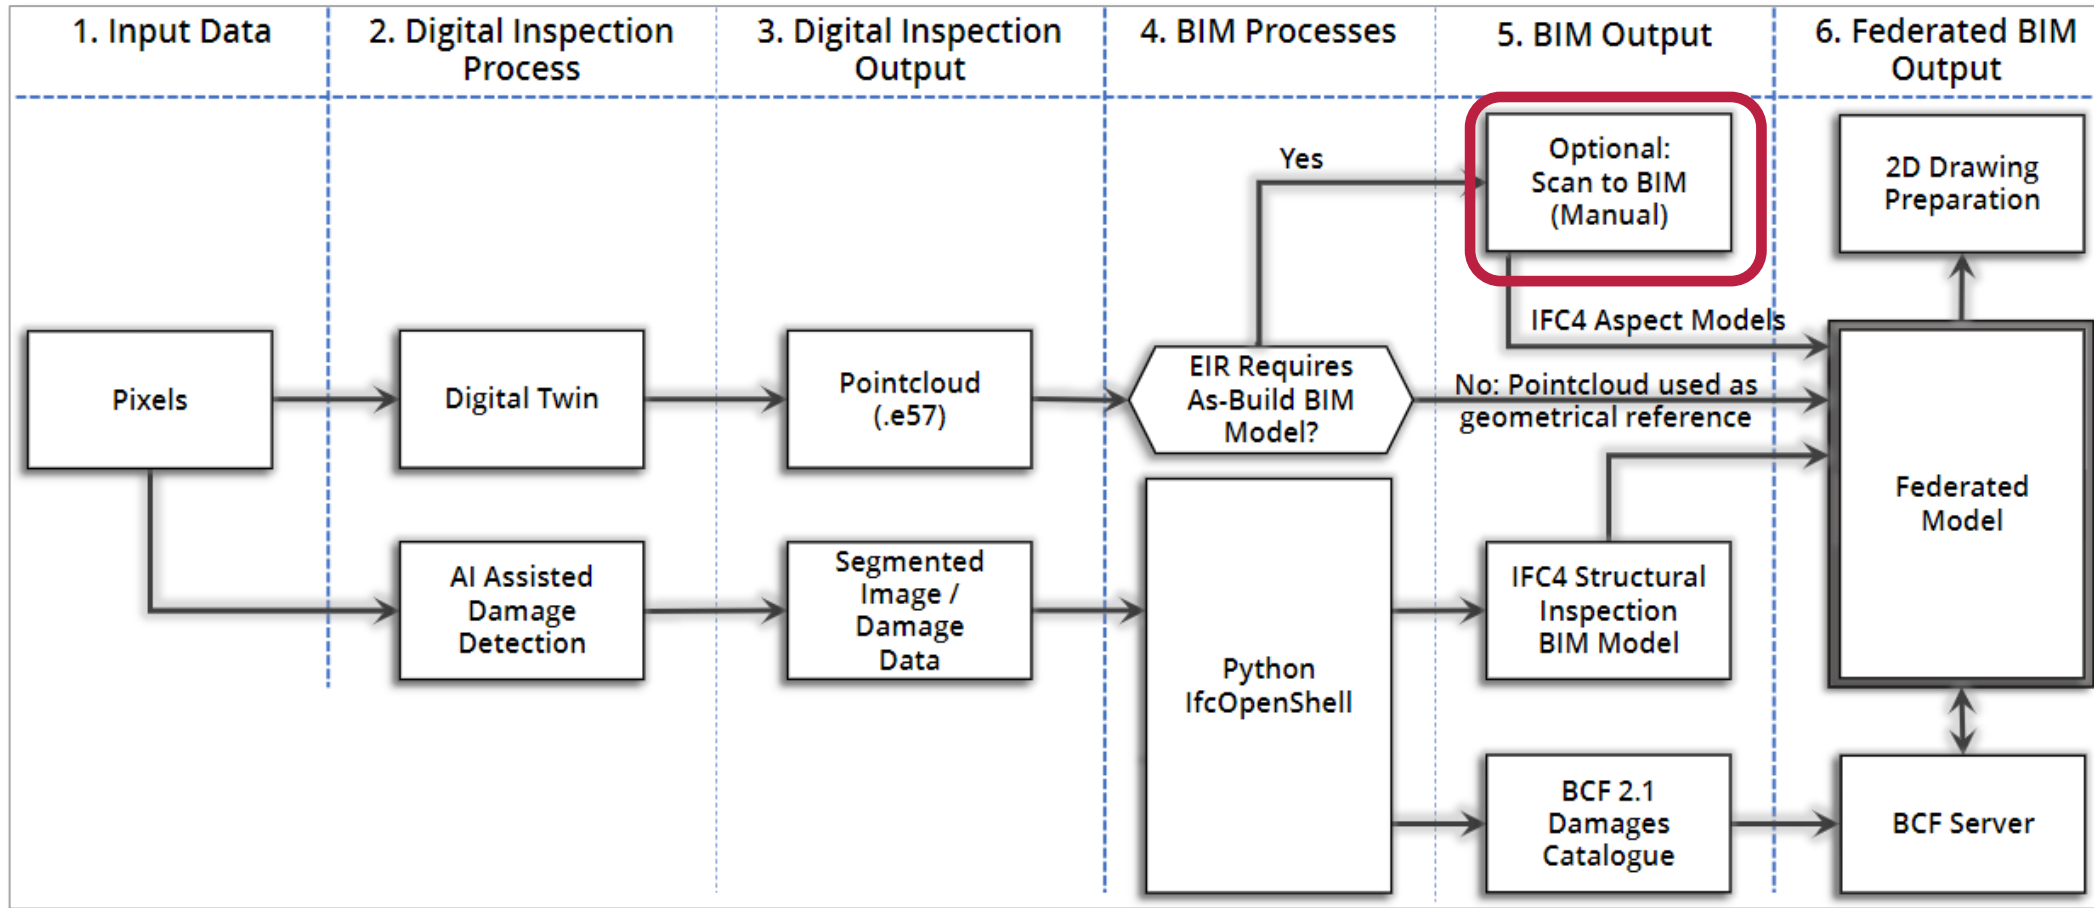 1. Input Data
2. Digital Inspection
Process
3. Digital Inspection
Output
4. BIM Processes
5. BIM Output
6. Federated BIM
Output
Yes
Optional:
Scan to BIM
(Manual)
2D Drawing
Preparation
IFC4 Aspect Models
Pixels
Digital Twin
Pointcloud
(.e57)
EIR Requires
As-Build BIM
Model?
No: Pointcloud used as
geometrical reference
Federated
Model
AI Assisted
Damage
Detection
Segmented
Image /
Damage
Data
Python
IfcOpenShell
IFC4 Structural
Inspection
BIM Model
BCF 2.1
Damages
Catalogue
BCF Server